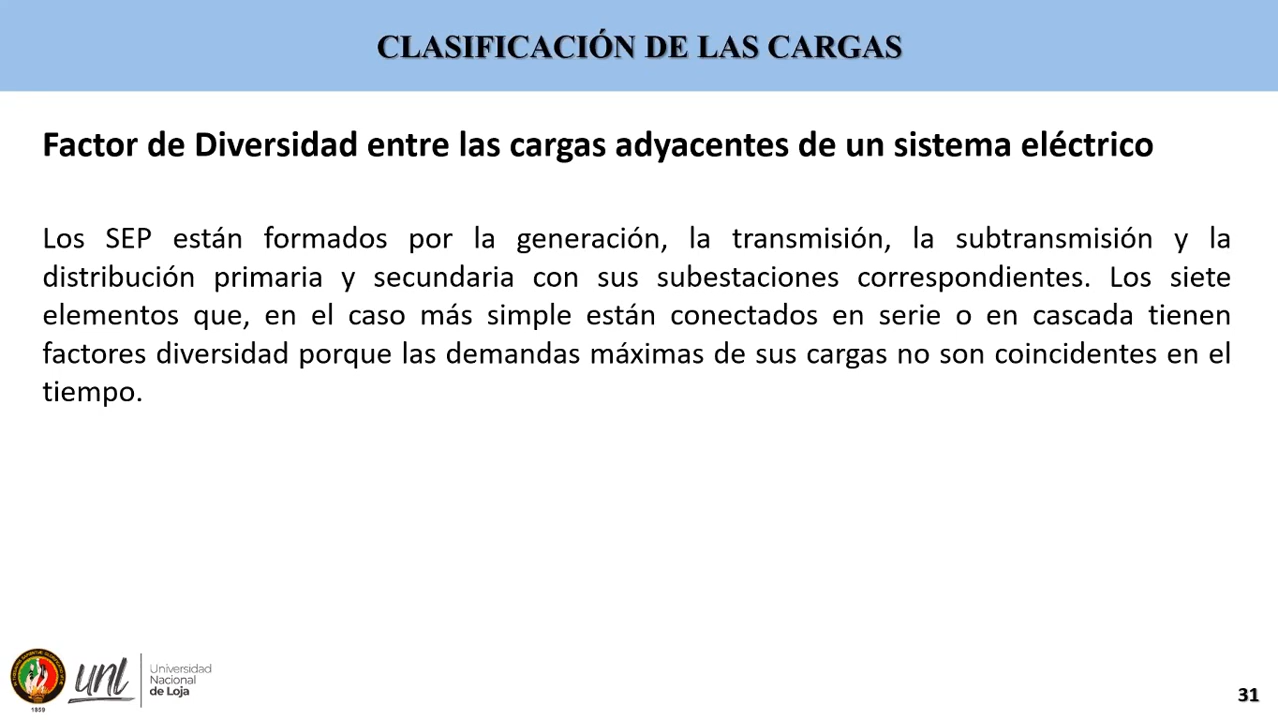 CLASIFICACIÓN DE LAS CARGAS
Factor de Diversidad entre las cargas adyacentes de un sistema eléctrico
Los SEP están formados por la generación, la transmisión, la subtransmisión y la
distribución primaria y secundaria con sus subestaciones correspondientes. Los siete
elementos que, en el caso más simple están conectados en serie o en cascada tienen
factores diversidad porque las demandas máximas de sus cargas no son coincidentes en el
tiempo.
1859
unl
Universidad
Nacional
de Loja
31